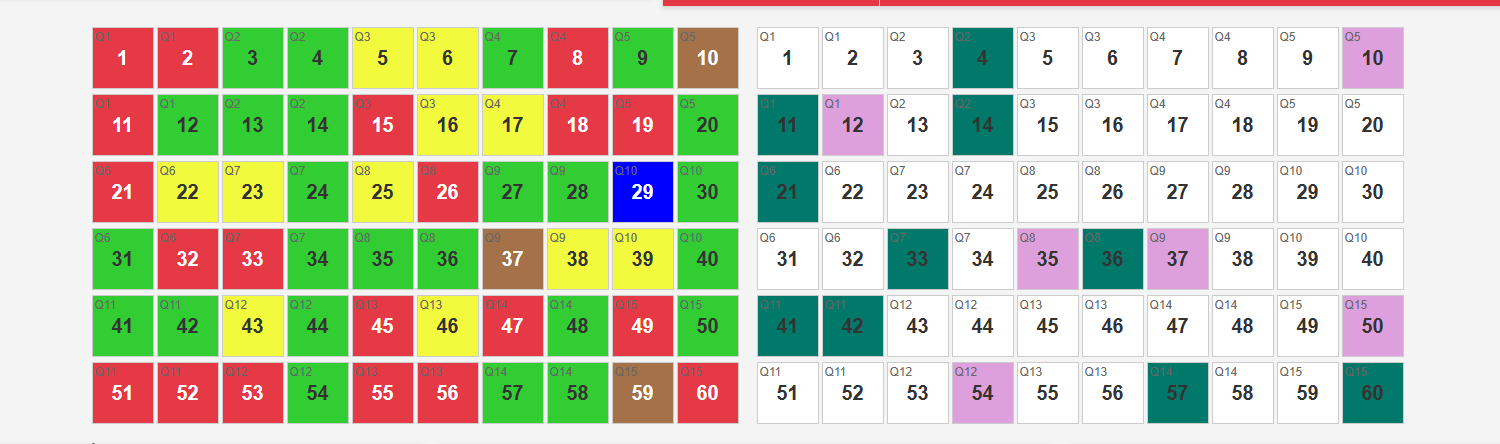 Q1 Q1 Q2 Q2 Q3 Q3 Q4 Q4 Q5 Q5 Q1 Q1 Q2 Q2 Q3 Q3 Q4 Q4 Q5 Q5
1 2 3 4 5 6 7 8 9 10 1 2 3 4 5 6 7 8 9 10
Q1 Q1 Q2 Q2 Q3 Q3 Q4 Q4 Q5 Q5 Q1 Q1 Q2 Q2 Q3 Q3 Q4 Q4 Q5 Q5
11 12 13 14 15 16 17 18 19 20 11 12 13 14 15 16 17 18 19 20
Q6 Q6 Q7 Q7 Q8 Q8 Q9 Q9 Q10 Q10 Q6 Q6 Q7 Q7 Q8 Q8 Q9 Q9 Q10 Q10
21 22 23 24 25 26 27 28 29 30 21 22 23 24 25 26 27 28 29 30
Q6 Q6 Q7 Q7 Q8 Q8 Q9 Q9 Q10 Q10 Q6 Q6 Q7 Q7 Q8 Q8 Q9 Q9 Q10 Q10
31 32 33 34 35 36 37 38 39 40 31 32 33 34 35 36 37 38 39 40
Q11 Q11 Q12 Q12 Q13 Q13 Q14 Q14 Q15 Q15 Q11 Q11 Q12 Q12 Q13 Q13 Q14 Q14 Q15 Q15
41 42 43 44 45 46 47 48 49 50 41 42 43 44 45 46 47 48 49 50
Q11 Q11 Q12 Q12 Q13 Q13 Q14 Q14 Q15 Q15 Q11 Q11 Q12 Q12 Q13 Q13 Q14 Q14 Q15 Q15
51 52 53 54 55 56 57 58 59 60 51 52 53 54 55 56 57 58 59 60